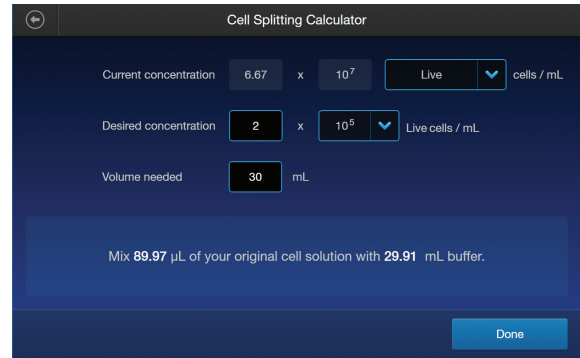 Cell Splitting Calculator
Current concentration 6.67 x 10⁷ Live cells / mL
Desired concentration 2 x 10⁵ Live cells / mL
Volume needed 30 mL
Mix 89.97 µL of your original cell solution with 29.91 mL buffer.
Done